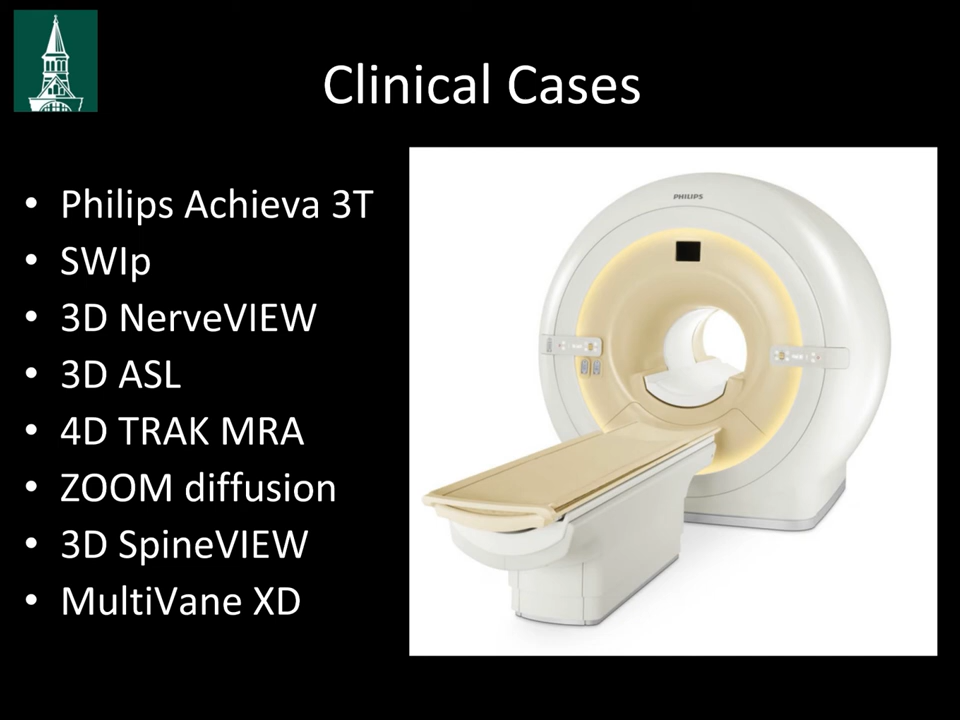 Clinical Cases
• Philips Achieva 3T
• SWIp
• 3D NerveVIEW
• 3D ASL
• 4D TRAK MRA
• ZOOM diffusion
• 3D SpineVIEW
• MultiVane XD
PHILIPS